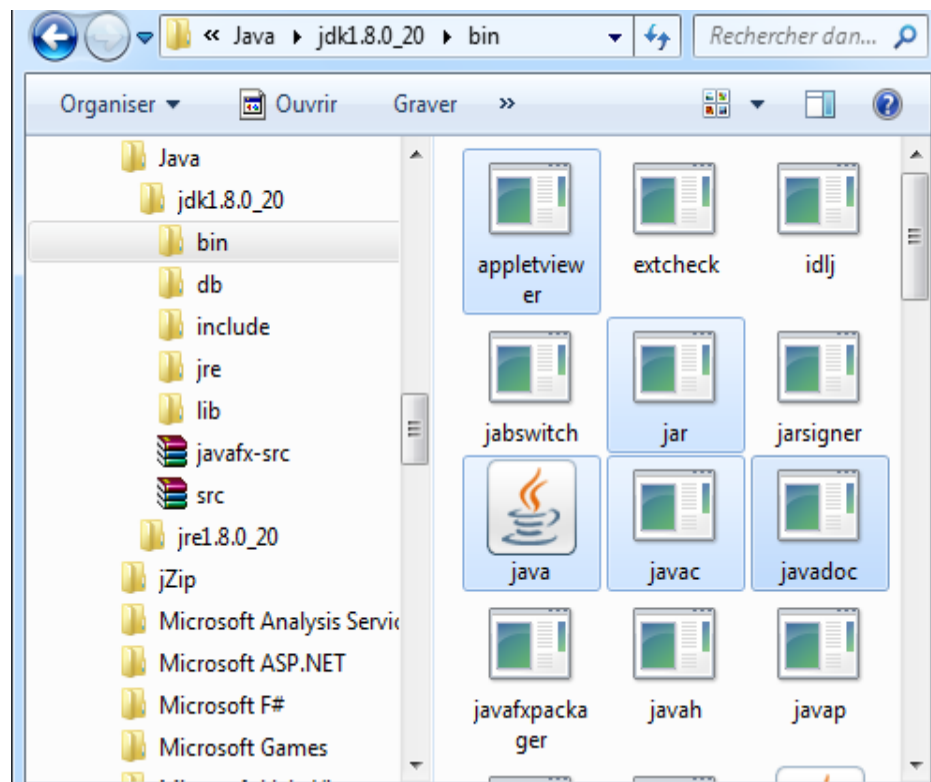 « Java jdk1.8.0_20 bin Rechercher dan...
Organiser Ouvrir Graver »
Java
jdk1.8.0_20
bin
db
include
jre
lib
javafx-src
src
jre1.8.0_20
jZip
Microsoft Analysis Servic
Microsoft ASP.NET
Microsoft F#
Microsoft Games
appletview
er
extcheck
idlj
jabswitch
jar
jarsigner
java
javac
javadoc
javafxpacka
ger
javah
javap